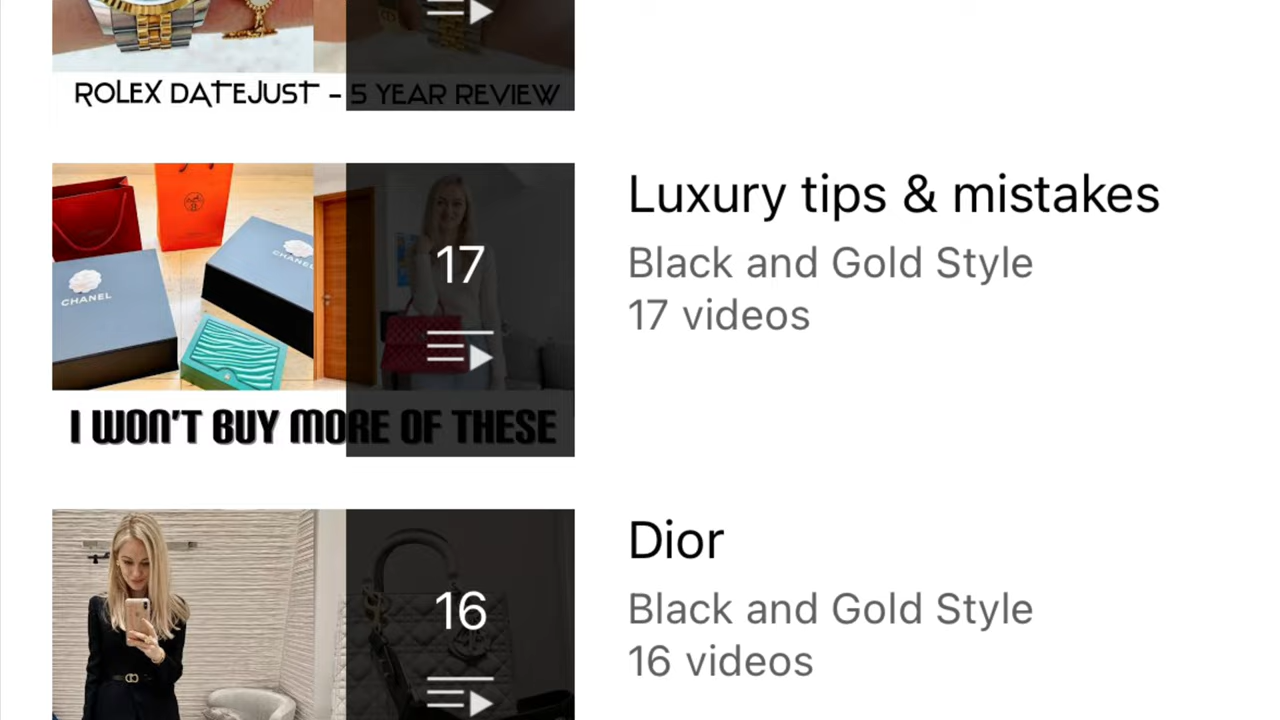 ROLEX DATEJUST - 5 YEAR REVIEW
CHANEL
CHANEL
17
I WON'T BUY MORE OF THESE
Luxury tips & mistakes
Black and Gold Style
17 videos
16
Dior
Black and Gold Style
16 videos